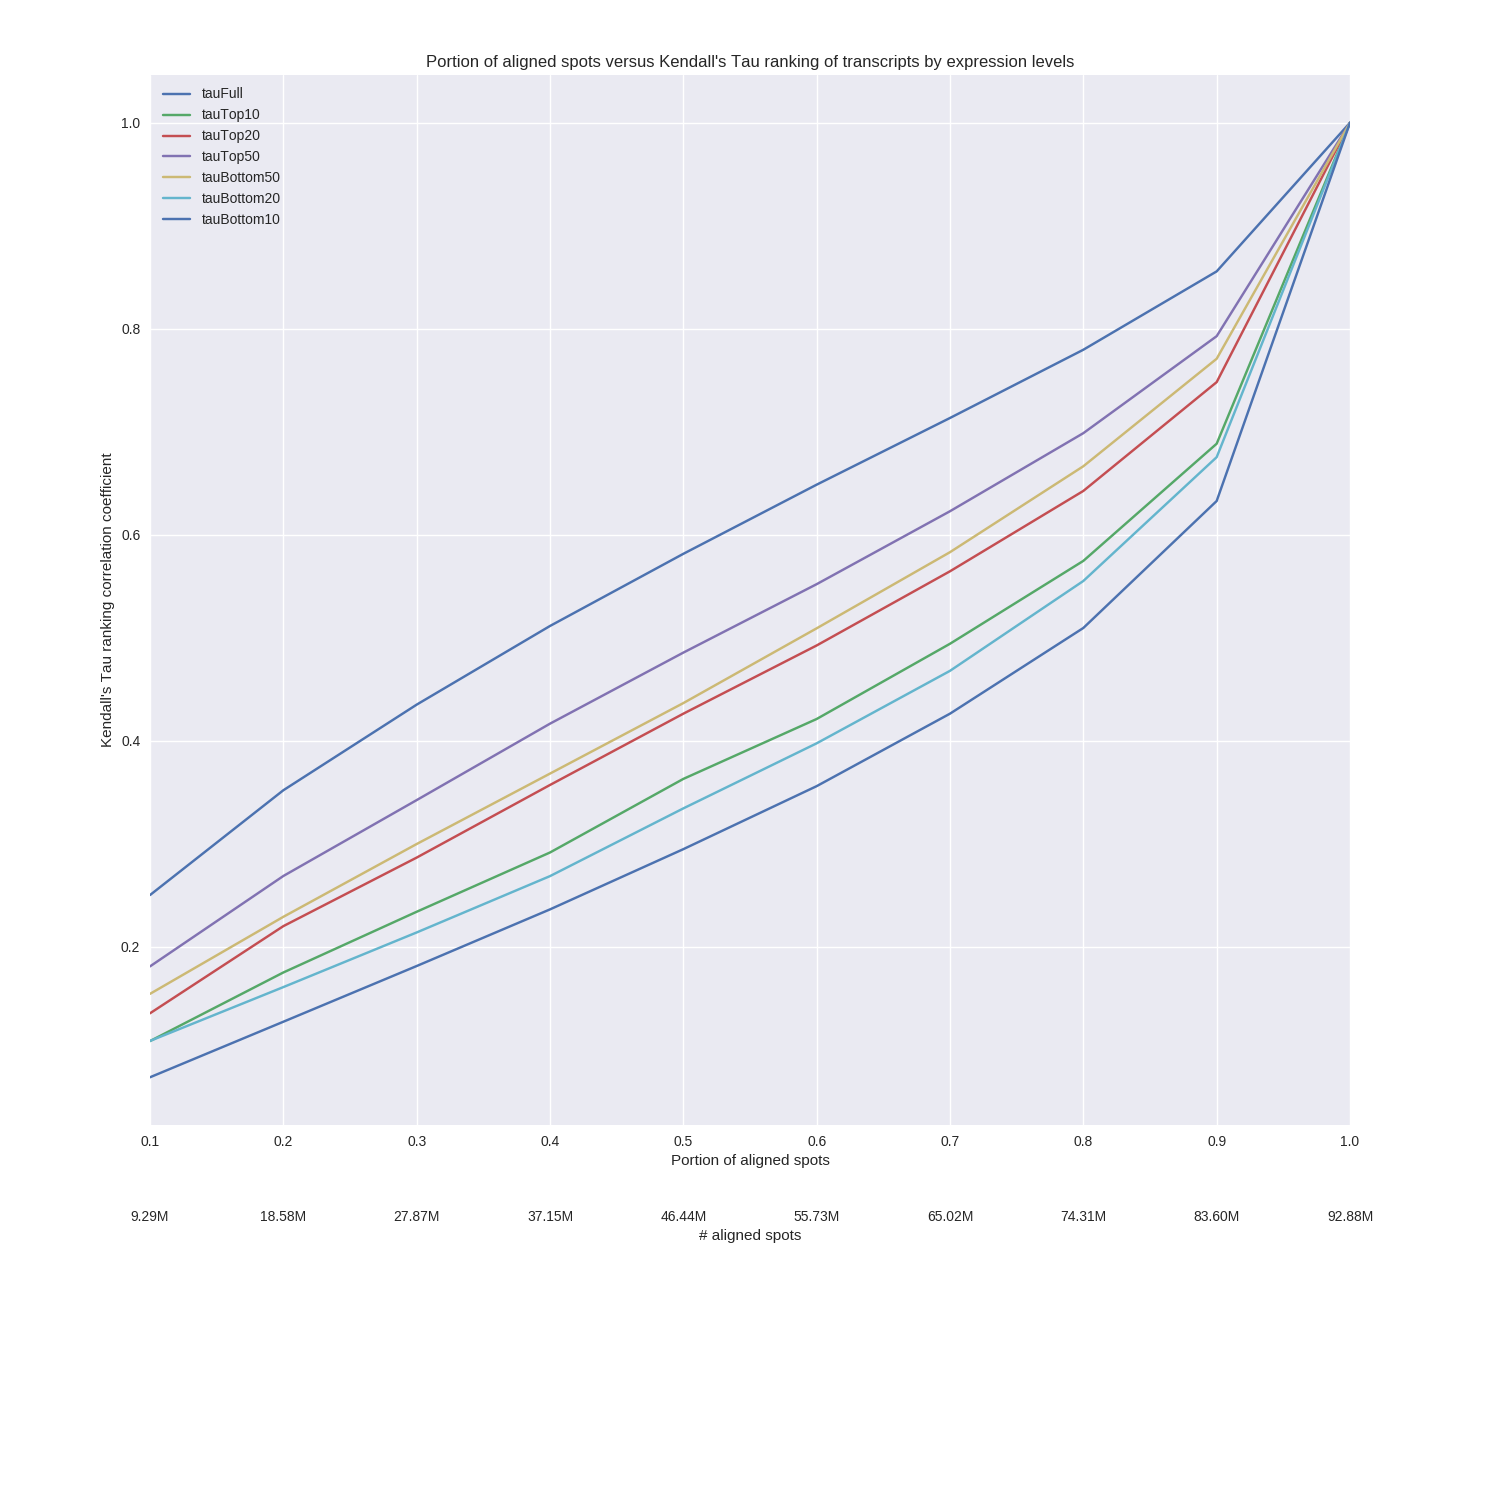 Portion of aligned spots versus Kendall's Tau ranking of transcripts by expression levels
tauFull
tauTop10
tauTop20
tauTop50
tauBottom50
tauBottom20
tauBottom10
Kendall's Tau ranking correlation coefficient
1.0
0.8
0.6
0.4
0.2
0.1 0.2 0.3 0.4 0.5 0.6 0.7 0.8 0.9 1.0
Portion of aligned spots
9.29M 18.58M 27.87M 37.15M 46.44M 55.73M 65.02M 74.31M 83.60M 92.88M
# aligned spots